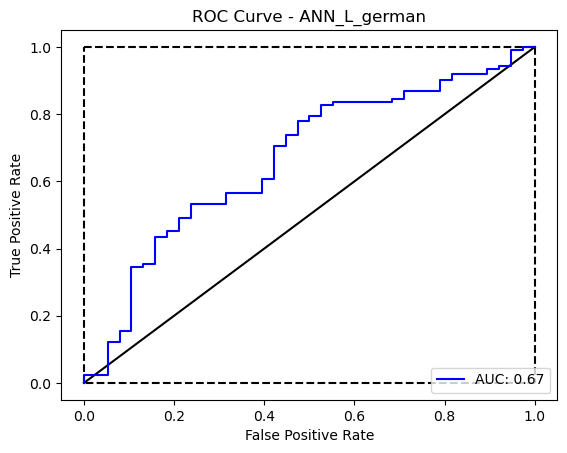 ROC Curve - ANN_L_german
True Positive Rate
1.0
0.8
0.6
0.4
0.2
0.0
AUC: 0.67
0.0 0.2 0.4 0.6 0.8 1.0
False Positive Rate